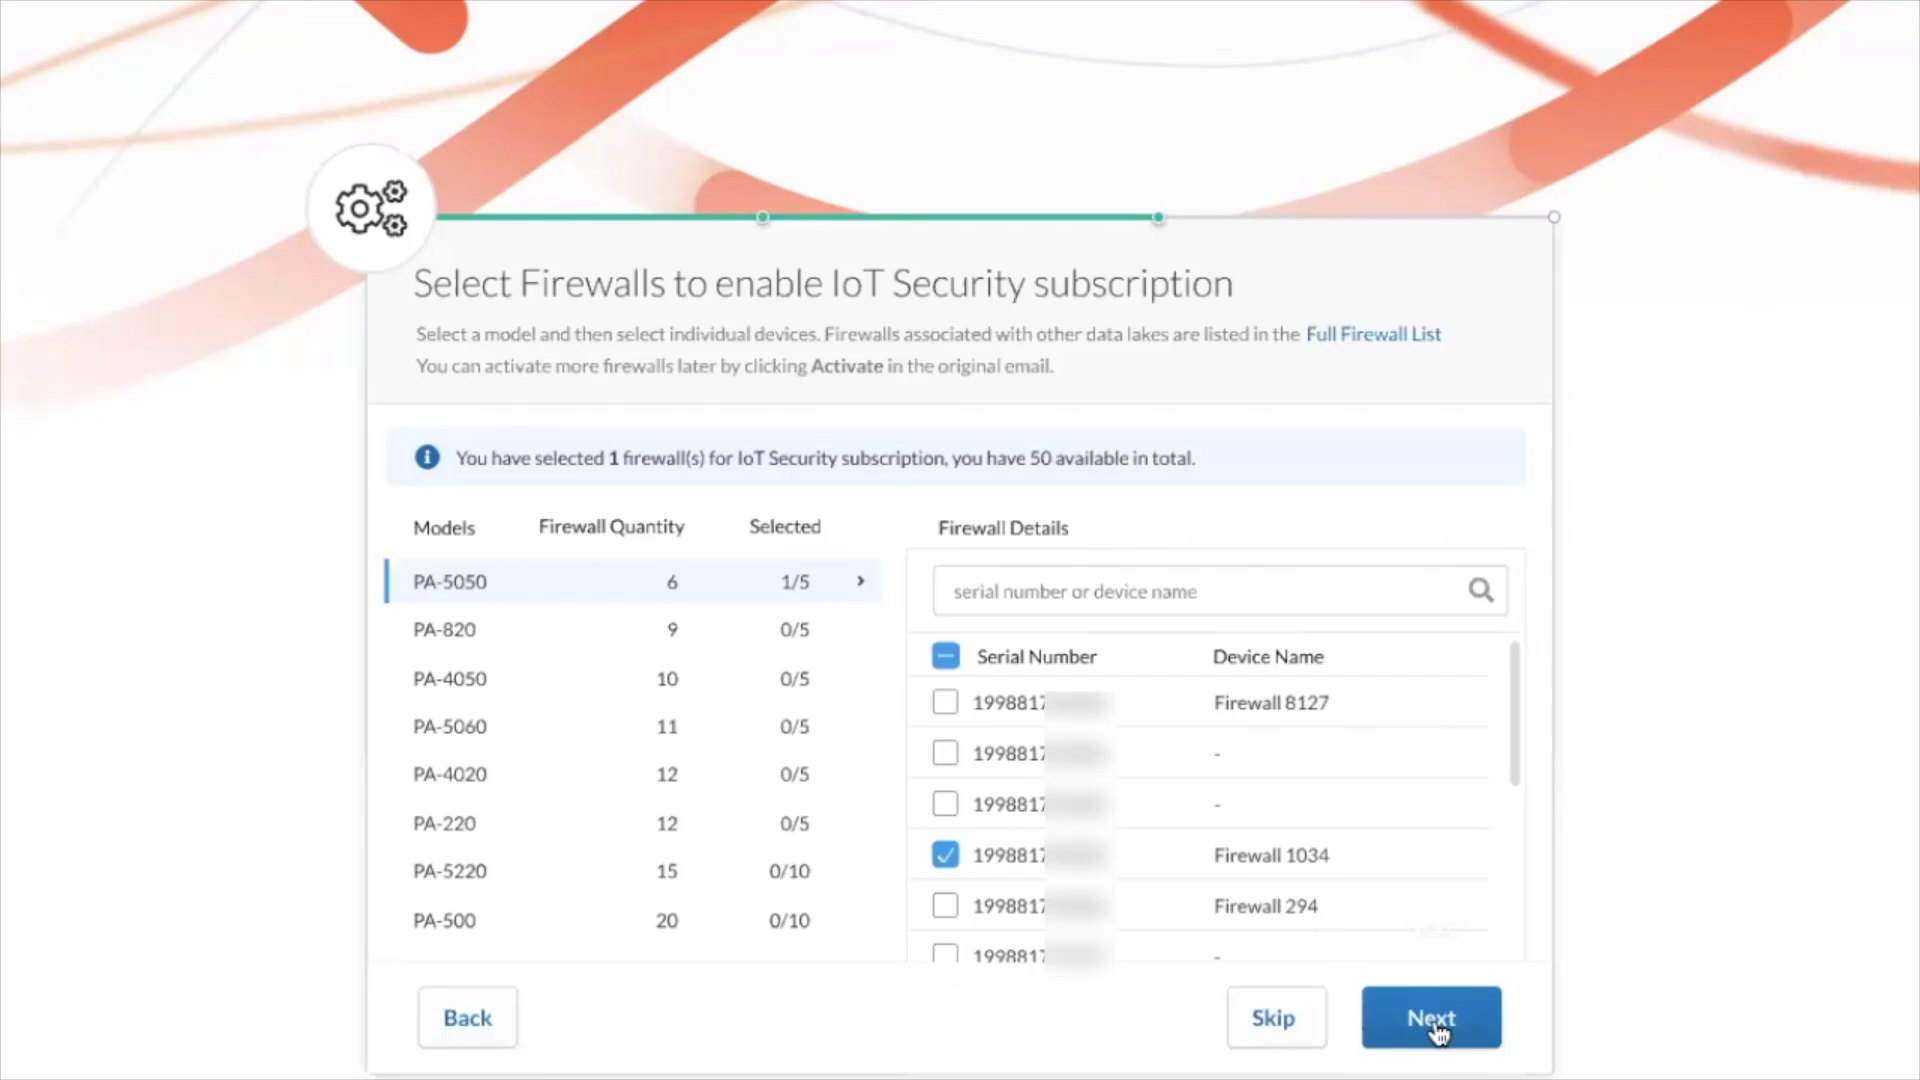 Select Firewalls to enable IoT Security subscription
Select a model and then select individual devices. Firewalls associated with other data lakes are listed in the Full Firewall List
You can activate more firewalls later by clicking Activate in the original email.
You have selected 1 firewall(s) for IoT Security subscription, you have 50 available in total.
Models Firewall Quantity Selected
PA-5050 6 1/5
PA-820 9 0/5
PA-4050 10 0/5
PA-5060 11 0/5
PA-4020 12 0/5
PA-220 12 0/5
PA-5220 15 0/10
PA-500 20 0/10
Firewall Details
serial number or device name
Serial Number Device Name
1998817 Firewall 8127
1998817 -
1998817 -
1998817 Firewall 1034
1998817 Firewall 294
1998817 -
Back
Skip
Next